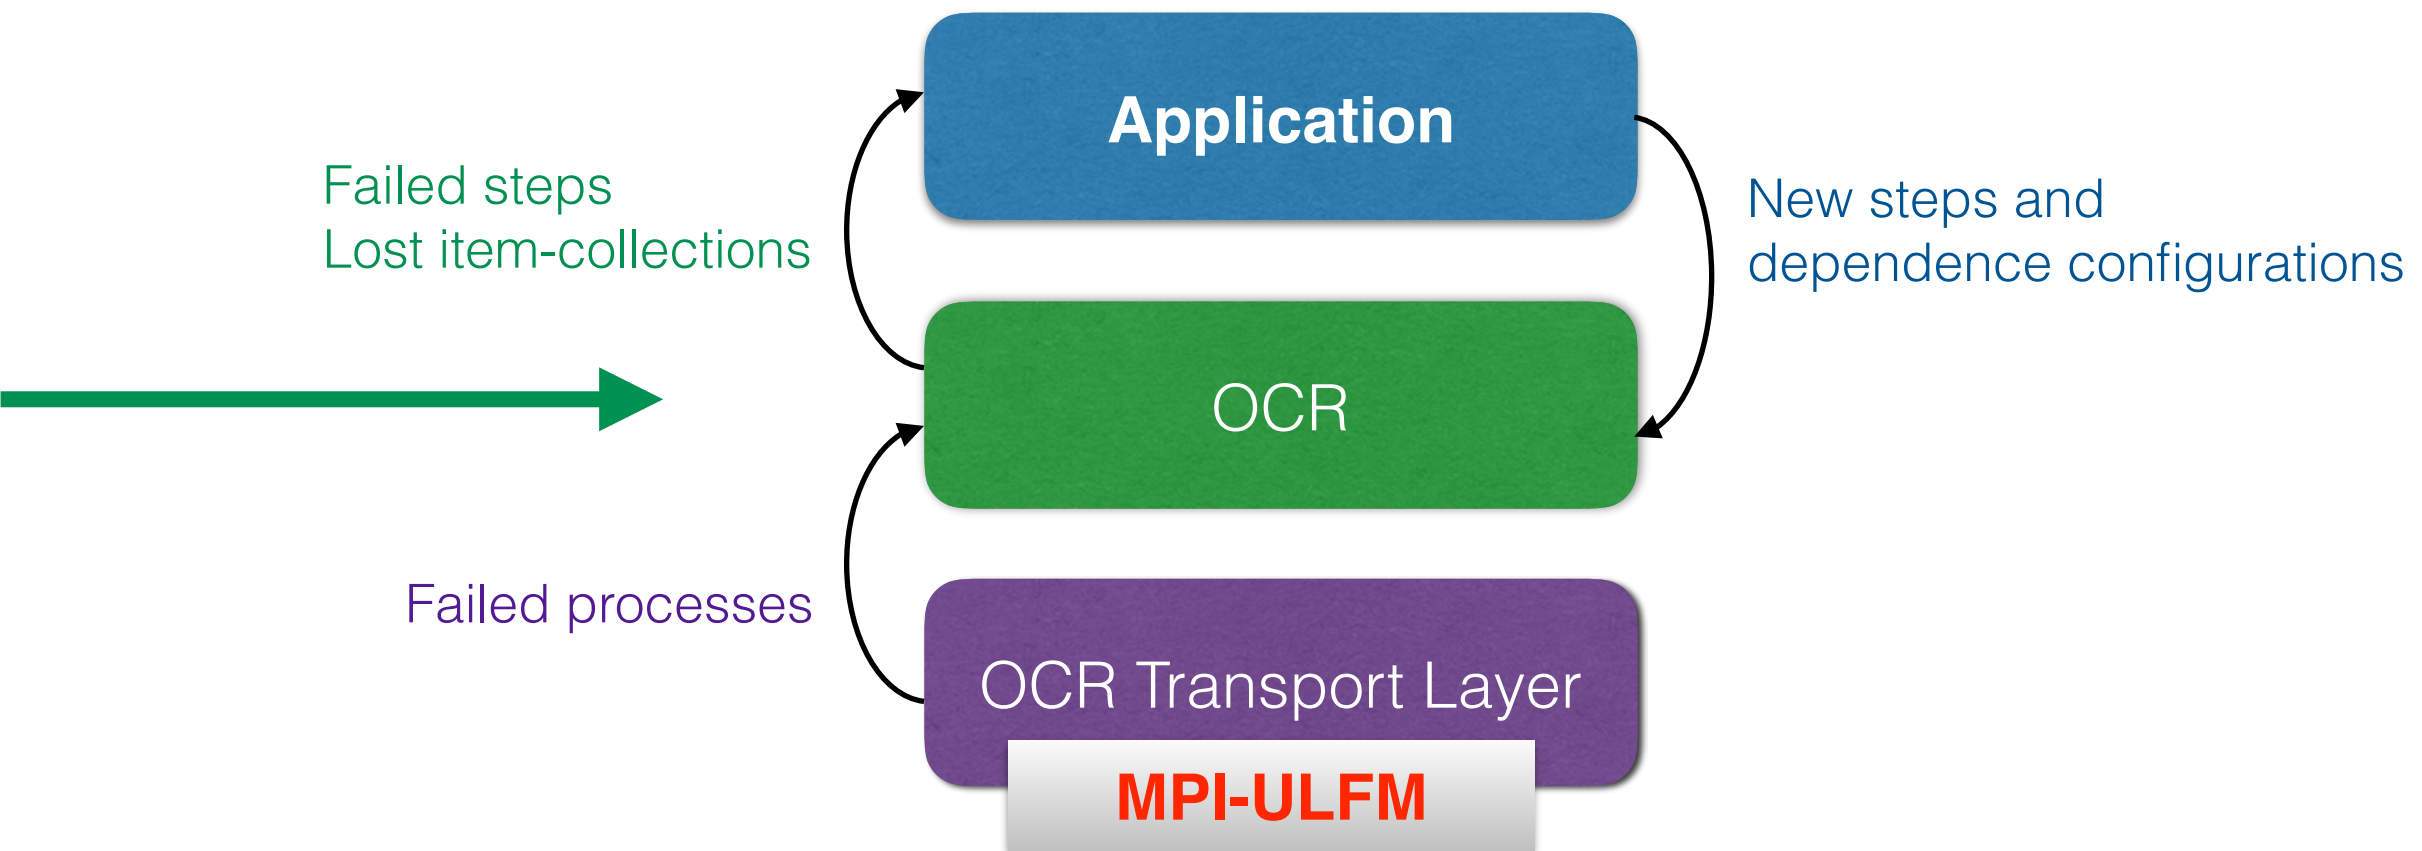 Application
Failed steps
Lost item-collections
New steps and
dependence configurations
OCR
Failed processes
OCR Transport Layer
MPI-ULFM